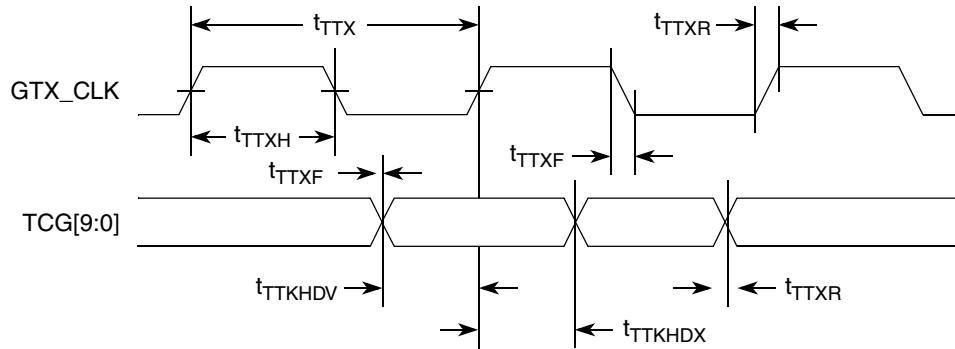 tTTX
tTTXR
GTX_CLK
tTTXH
tTTXF
tTTXF
TCG[9:0]
tTTKHDV
tTTXR
tTTKHDX